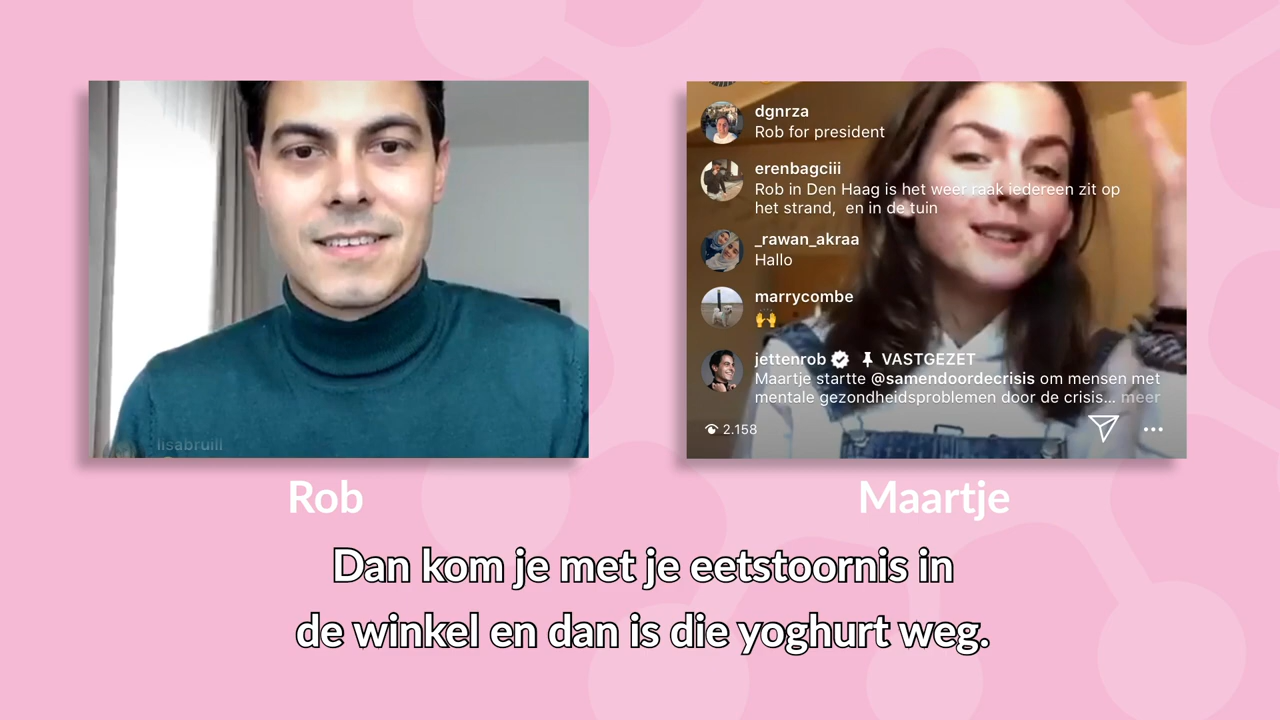 lisabruill
dgnrza
Rob for president
erenbagciii
Rob in Den Haag is het weer raak iedereen zit op
het strand, en in de tuin
_rawan_akraa
Hallo
marrycombe
🙌
jettenrob VASTGEZET
Maartje startte @samendoordecrisis om mensen met
mentale gezondheidsproblemen door de crisis... meer
2.158
Rob
Maartje
Dan kom je met je eetstoornis in
de winkel en dan is die yoghurt weg.